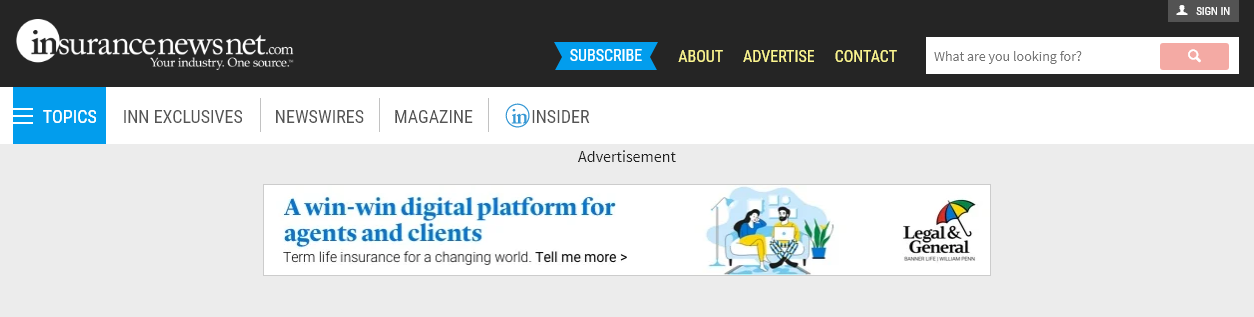 SIGN IN
insurancenewsnet.com
Your industry. One source.™
SUBSCRIBE ABOUT ADVERTISE CONTACT What are you looking for?
TOPICS INN EXCLUSIVES NEWSWIRES MAGAZINE in INSIDER
Advertisement
A win-win digital platform for
agents and clients
Term life insurance for a changing world. Tell me more >
Legal &
General
BANNER LIFE | WILLIAM PENN